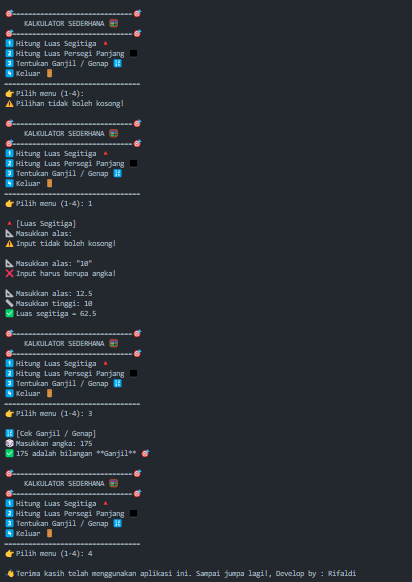 🎯==============================🎯
KALKULATOR SEDERHANA 🧮
🎯==============================🎯
1️⃣ Hitung Luas Segitiga 🔺
2️⃣ Hitung Luas Persegi Panjang ⬛
3️⃣ Tentukan Ganjil / Genap 🔢
4️⃣ Keluar 🚪
==================================
👉 Pilih menu (1-4):
⚠️ Pilihan tidak boleh kosong!
🎯==============================🎯
KALKULATOR SEDERHANA 🧮
🎯==============================🎯
1️⃣ Hitung Luas Segitiga 🔺
2️⃣ Hitung Luas Persegi Panjang ⬛
3️⃣ Tentukan Ganjil / Genap 🔢
4️⃣ Keluar 🚪
==================================
👉 Pilih menu (1-4): 1
🔺 [Luas Segitiga]
📐 Masukkan alas:
⚠️ Input tidak boleh kosong!
📐 Masukkan alas: "10"
❌ Input harus berupa angka!
📐 Masukkan alas: 12.5
📏 Masukkan tinggi: 10
✅ Luas segitiga = 62.5
🎯==============================🎯
KALKULATOR SEDERHANA 🧮
🎯==============================🎯
1️⃣ Hitung Luas Segitiga 🔺
2️⃣ Hitung Luas Persegi Panjang ⬛
3️⃣ Tentukan Ganjil / Genap 🔢
4️⃣ Keluar 🚪
==================================
👉 Pilih menu (1-4): 3
🔢 [Cek Ganjil / Genap]
🎲 Masukkan angka: 175
✅ 175 adalah bilangan **Ganjil** 🎯
🎯==============================🎯
KALKULATOR SEDERHANA 🧮
🎯==============================🎯
1️⃣ Hitung Luas Segitiga 🔺
2️⃣ Hitung Luas Persegi Panjang ⬛
3️⃣ Tentukan Ganjil / Genap 🔢
4️⃣ Keluar 🚪
==================================
👉 Pilih menu (1-4): 4
👋 Terima kasih telah menggunakan aplikasi ini. Sampai jumpa lagi!, Develop by : Rifaldi